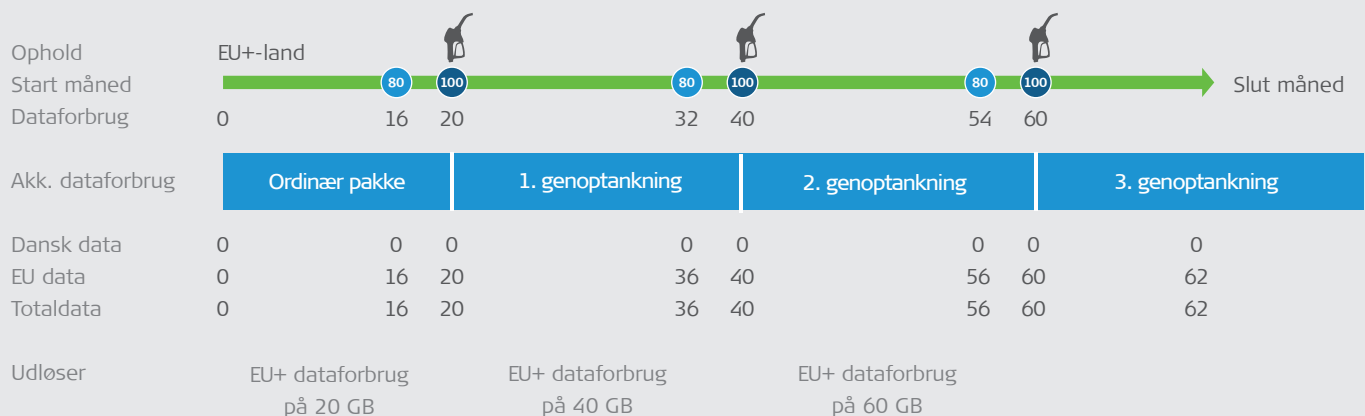 Ophold EU+-land
Start måned 80 100 80 100 80 100 Slut måned
Dataforbrug 0 16 20 32 40 54 60
Akk. dataforbrug Ordinær pakke 1. genoptankning 2. genoptankning 3. genoptankning
Dansk data 0 0 0 0 0 0 0 0
EU data 0 16 20 36 40 56 60 62
Totaldata 0 16 20 36 40 56 60 62
Udløser EU+ dataforbrug EU+ dataforbrug EU+ dataforbrug
på 20 GB på 40 GB på 60 GB